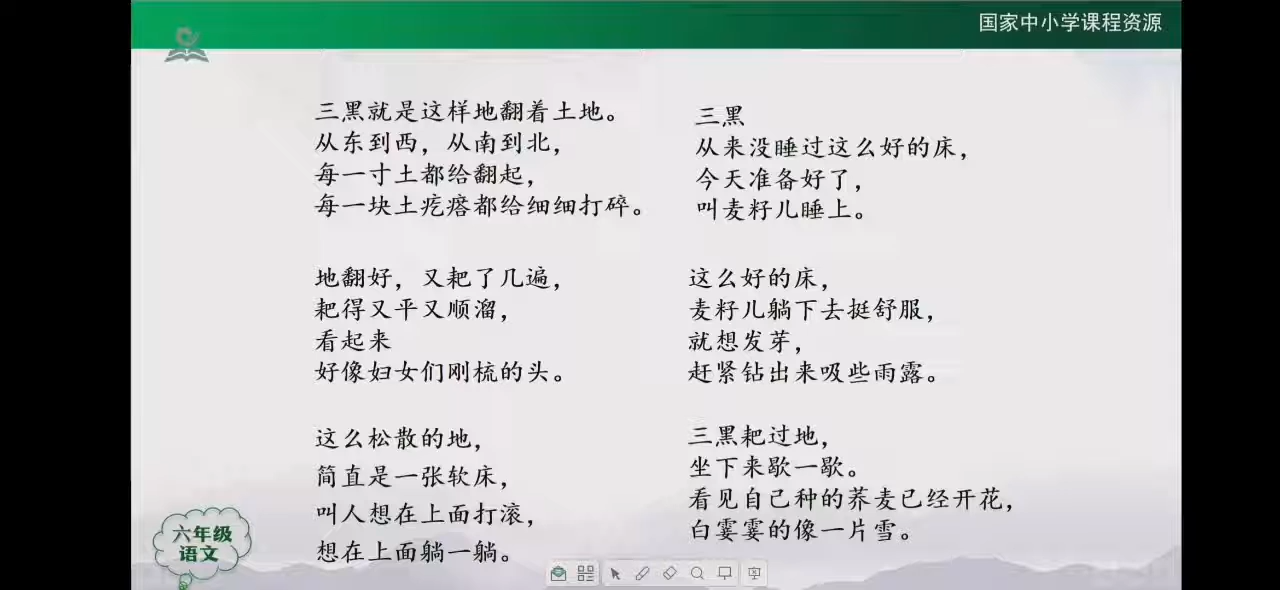 国家中小学课程资源
三黑就是这样地翻着土地。
从东到西，从南到北，
每一寸土都给翻起，
每一块土疙瘩都给细细打碎。
地翻好，又耙了几遍，
耙得又平又顺溜，
看起来
好像妇女们刚梳的头。
这么松散的地，
简直是一张软床，
叫人想在上面打滚，
想在上面躺一躺。
三黑
从来没睡过这么好的床，
今天准备好了，
叫麦籽儿睡上。
这么好的床，
麦籽儿躺下去挺舒服，
就想发芽，
赶紧钻出来吸些雨露。
三黑耙过地，
坐下来歇一歇。
看见自己种的荞麦已经开花，
白霎霎的像一片雪。
六年级
语文